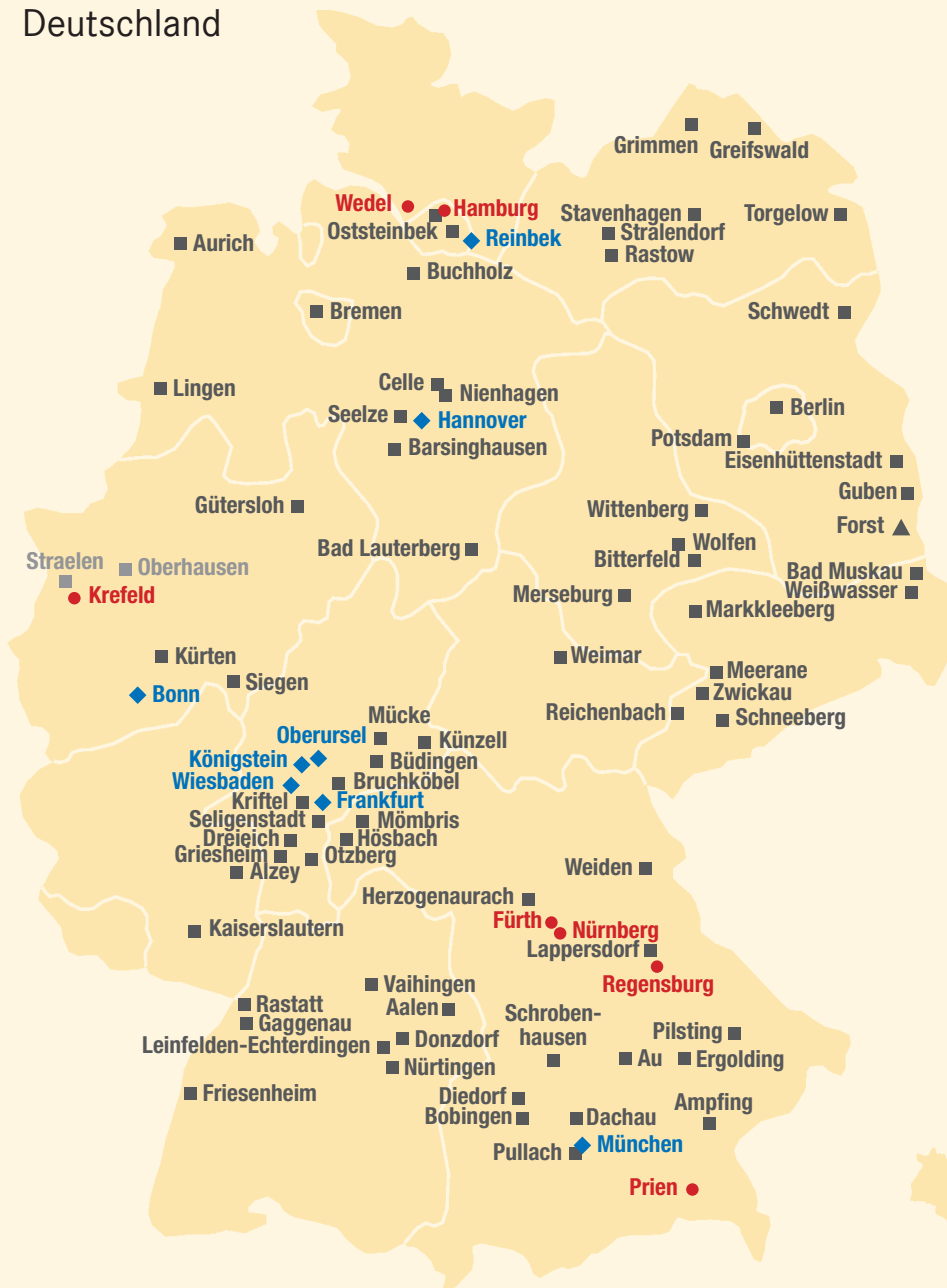 Deutschland
Grimmen
Greifswald
Wedel
Hamburg
Stavenhagen
Torgelow
Oststeinbek
Reinbek
Stralendorf
Aurich
Rastow
Buchholz
Bremen
Schwedt
Celle
Lingen
Nienhagen
Seelze
Hannover
Berlin
Barsinghausen
Potsdam
Eisenhüttenstadt
Guben
Gütersloh
Wittenberg
Forst
Bad Lauterberg
Wolfen
Straelen
Oberhausen
Bitterfeld
Bad Muskau
Krefeld
Merseburg
Weißwasser
Markkleeberg
Kürten
Weimar
Siegen
Meerane
Bonn
Zwickau
Mücke
Reichenbach
Schneeberg
Oberursel
Künzell
Königstein
Büdingen
Wiesbaden
Bruchköbel
Kriftel
Frankfurt
Seligenstadt
Mömbris
Dreieich
Hösbach
Griesheim
Otzberg
Alzey
Weiden
Herzogenaurach
Fürth
Kaiserslautern
Nürnberg
Lappersdorf
Vaihingen
Regensburg
Rastatt
Aalen
Schroben-
hausen
Gaggenau
Leinfelden-Echterdingen
Donzdorf
Pilsting
Nürtingen
Au
Ergolding
Friesenheim
Diedorf
Ampfing
Bobingen
Dachau
Pullach
München
Prien